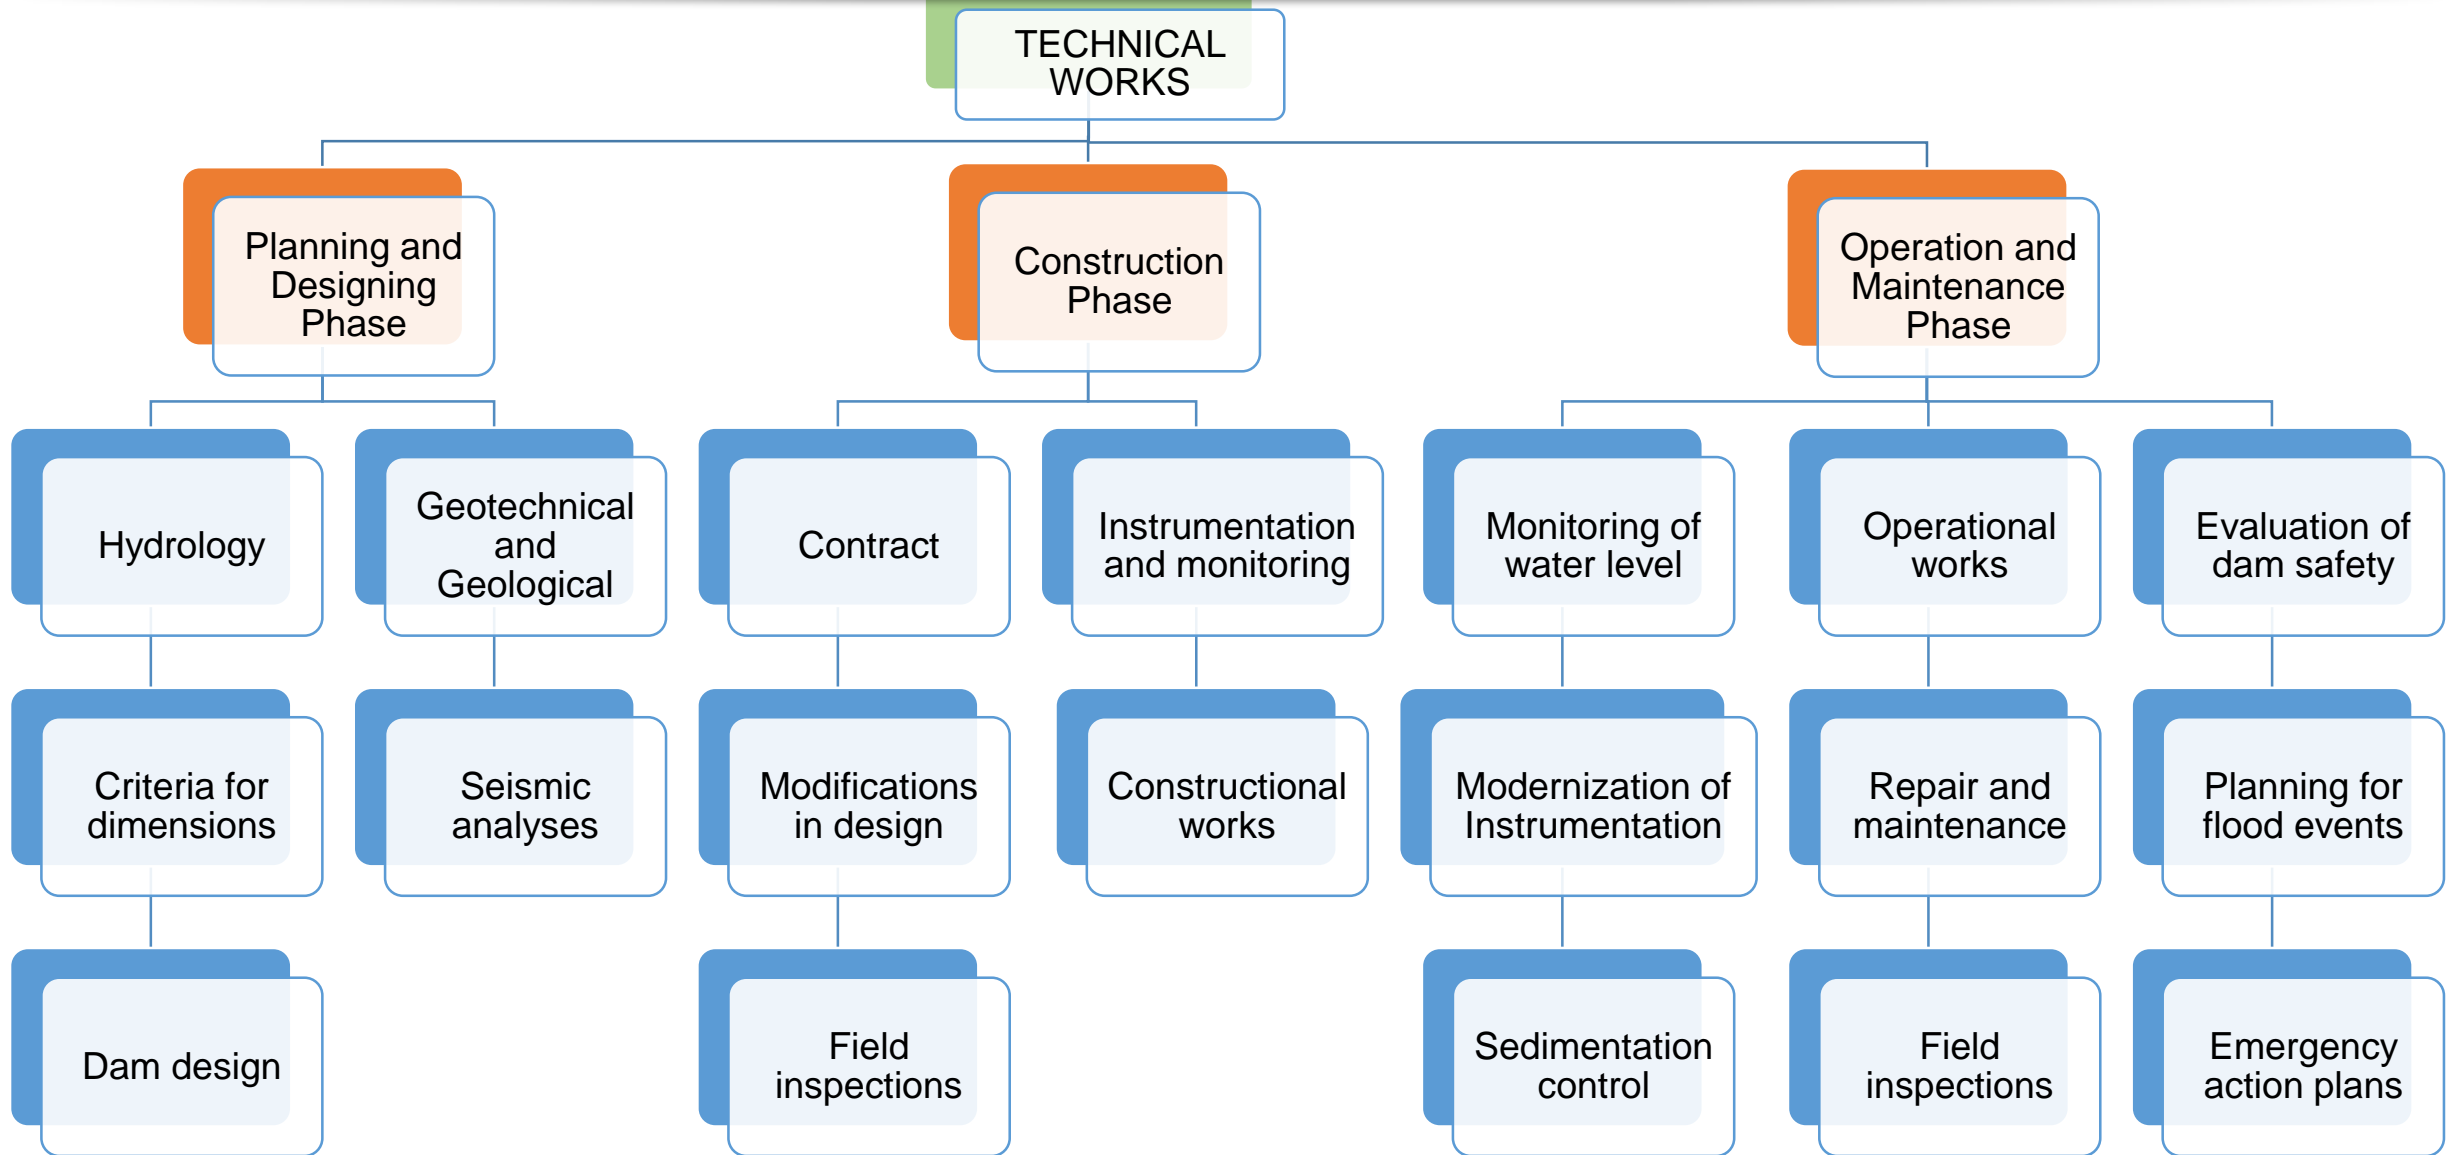 TECHNICAL
WORKS
Planning and
Designing
Phase
Construction
Phase
Operation and
Maintenance
Phase
Hydrology
Geotechnical
and
Geological
Contract
Instrumentation
and monitoring
Monitoring of
water level
Operational
works
Evaluation of
dam safety
Criteria for
dimensions
Seismic
analyses
Modifications
in design
Constructional
works
Modernization of
Instrumentation
Repair and
maintenance
Planning for
flood events
Dam design
Field
inspections
Sedimentation
control
Field
inspections
Emergency
action plans